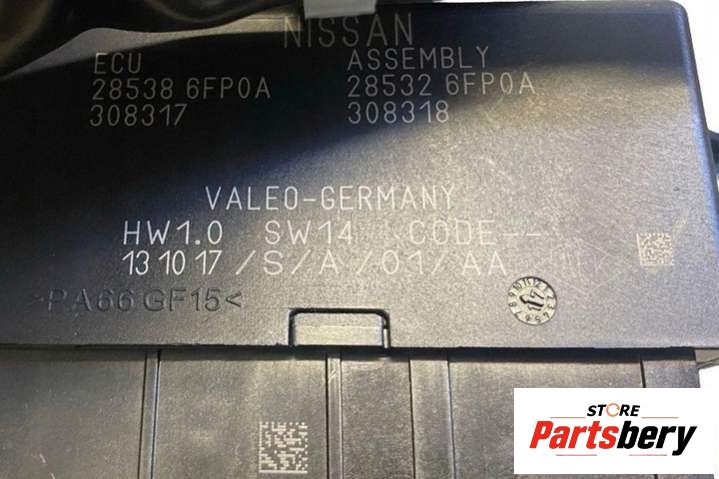 NISSAN
ECU ASSEMBLY
28538 6FP0A 28532 6FP0A
308317 308318
VALEO-GERMANY
HW1.0 SW14 CODE--
13 10 17 /S/A/01/AA
>PA66 GF15<
STORE
Partsbery